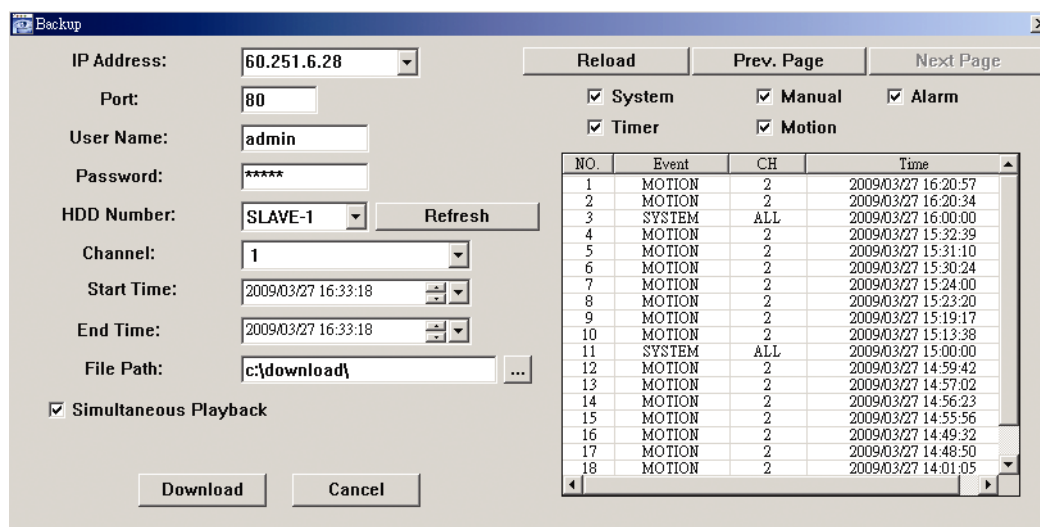 Backup
IP Address: 60.251.6.28
Port: 80
User Name: admin
Password: *****
HDD Number: SLAVE-1 Refresh
Channel: 1
Start Time: 2009/03/27 16:33:18
End Time: 2009/03/27 16:33:18
File Path: c:\download\ ...
Simultaneous Playback
Download Cancel
Reload Prev. Page Next Page
System Manual Alarm
Timer Motion
NO. Event CH Time
1 MOTION 2 2009/03/27 16:20:57
2 MOTION 2 2009/03/27 16:20:34
3 SYSTEM ALL 2009/03/27 16:00:00
4 MOTION 2 2009/03/27 15:32:39
5 MOTION 2 2009/03/27 15:31:10
6 MOTION 2 2009/03/27 15:30:24
7 MOTION 2 2009/03/27 15:24:00
8 MOTION 2 2009/03/27 15:23:20
9 MOTION 2 2009/03/27 15:19:17
10 MOTION 2 2009/03/27 15:13:38
11 SYSTEM ALL 2009/03/27 15:00:00
12 MOTION 2 2009/03/27 14:59:42
13 MOTION 2 2009/03/27 14:57:02
14 MOTION 2 2009/03/27 14:56:23
15 MOTION 2 2009/03/27 14:55:56
16 MOTION 2 2009/03/27 14:49:32
17 MOTION 2 2009/03/27 14:48:50
18 MOTION 2 2009/03/27 14:01:05